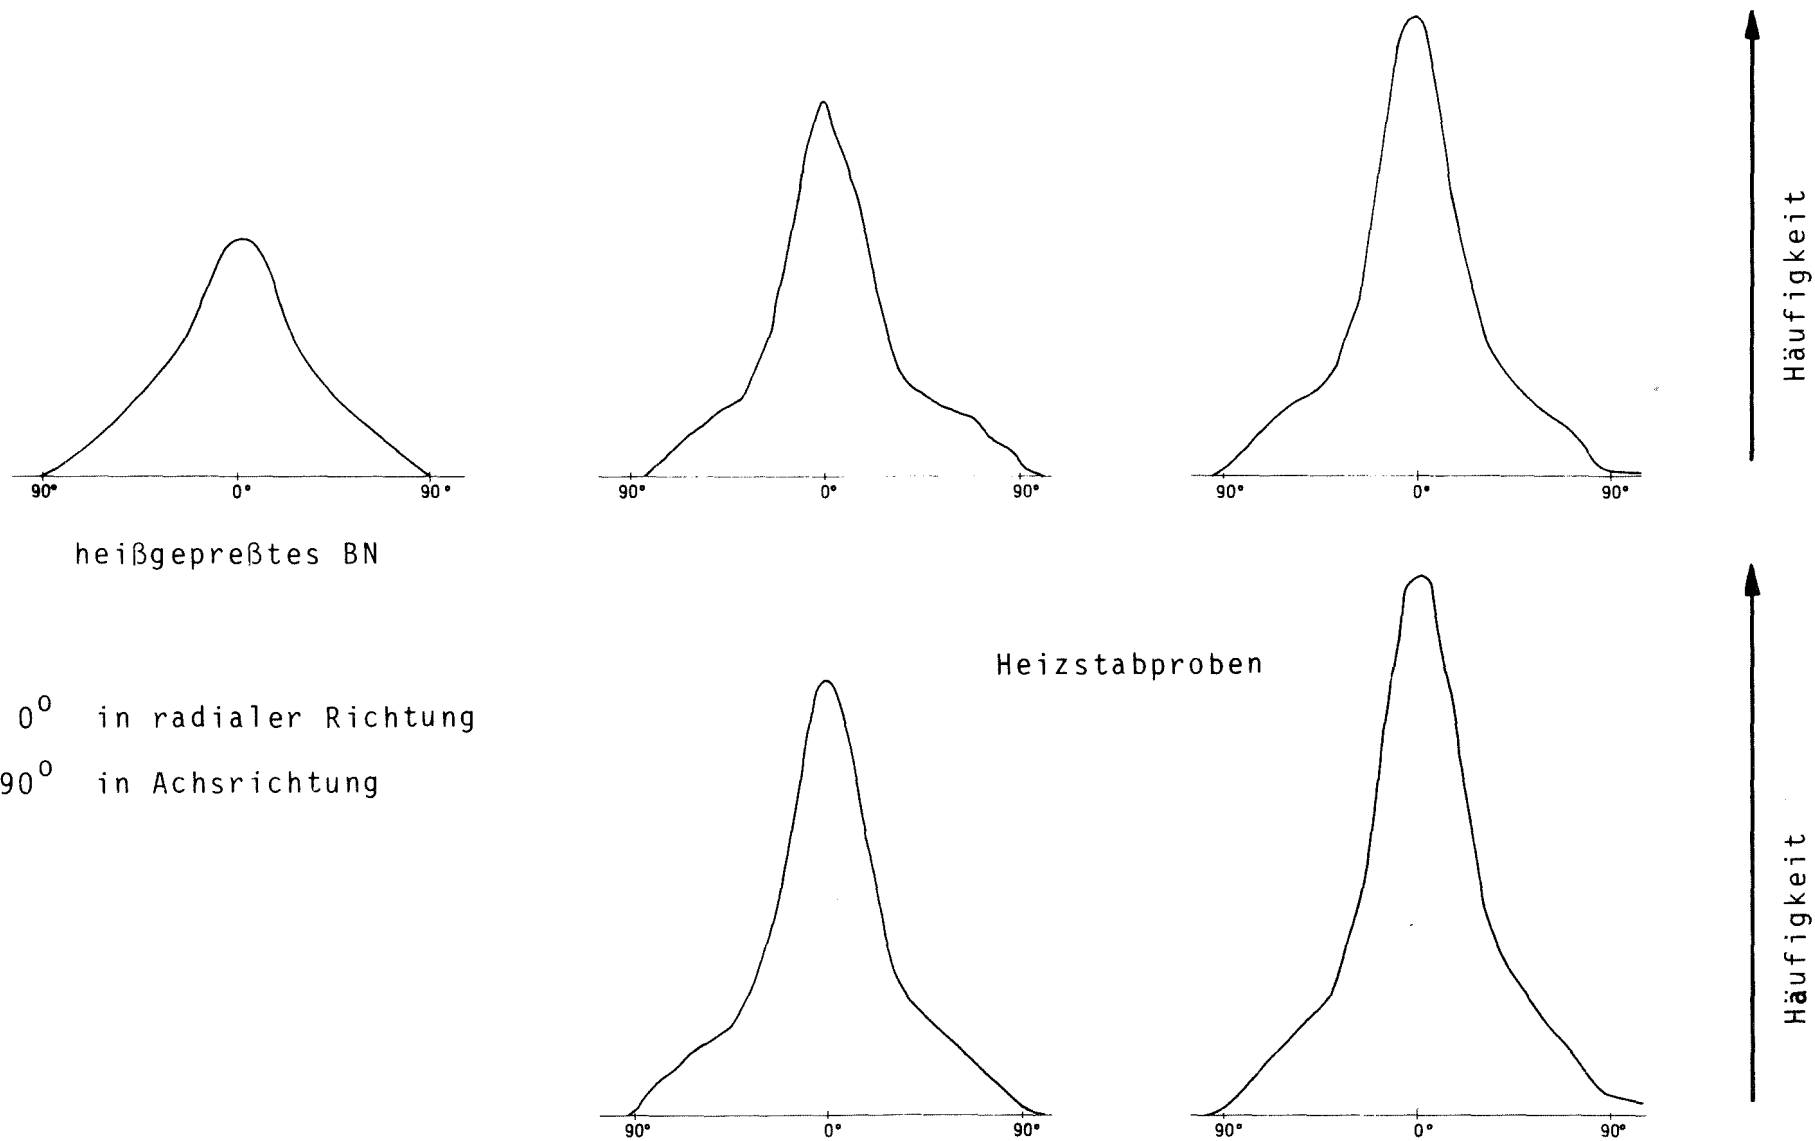 Häufigkeit
90° 0° 90°
90° 0° 90°
90° 0° 90°
heißgepreßtes BN
Heizstabproben
0° in radialer Richtung
90° in Achsrichtung
Häufigkeit
90° 0° 90°
90° 0° 90°